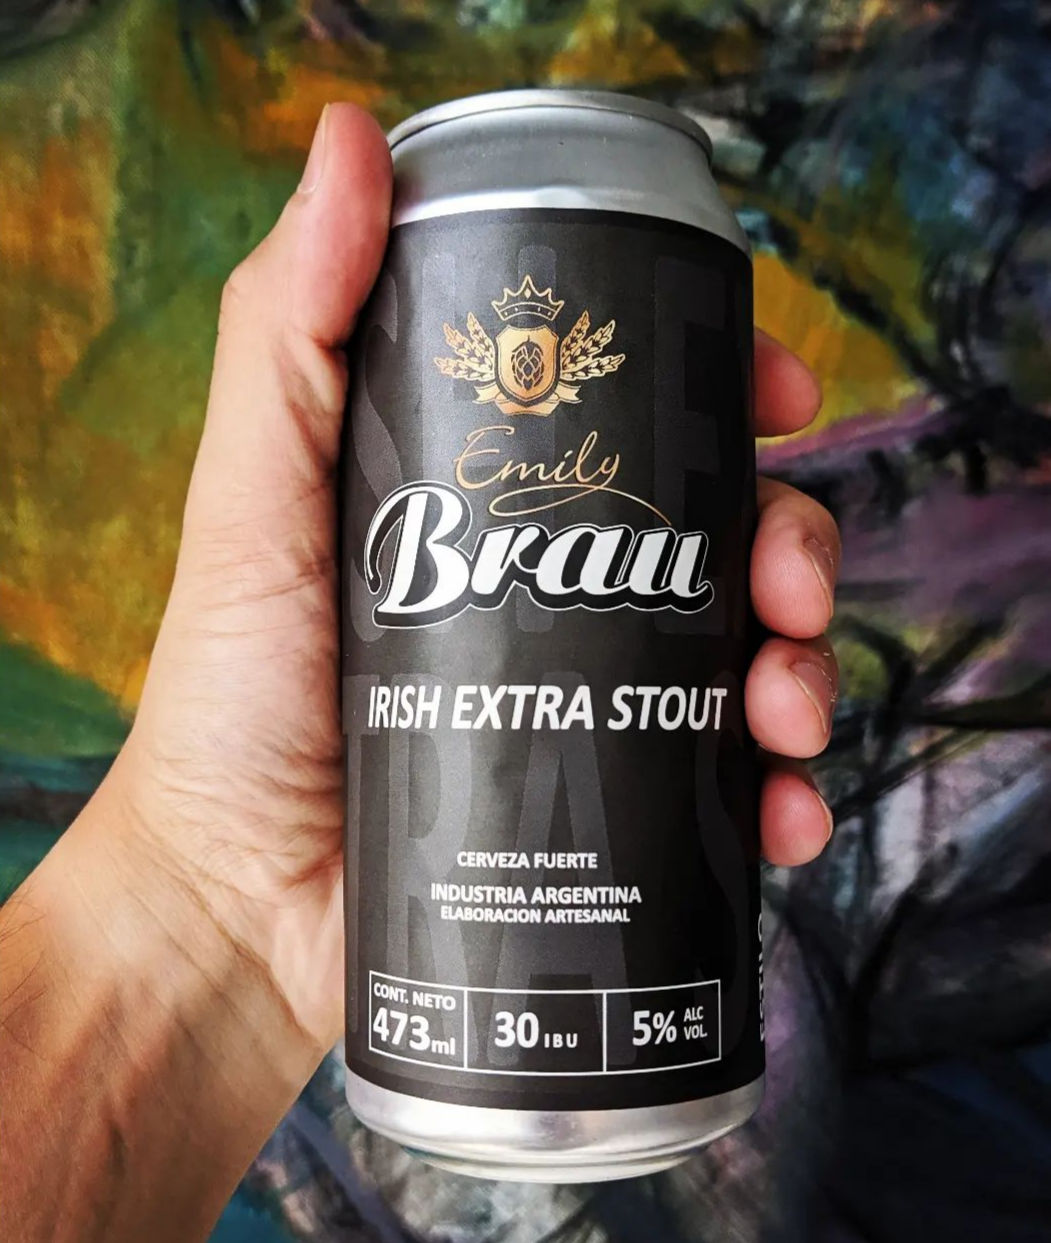 Emily
Brau
IRISH EXTRA STOUT
CERVEZA FUERTE
INDUSTRIA ARGENTINA
ELABORACION ARTESANAL
CONT. NETO
473ml
30 IBU
5% ALC VOL.